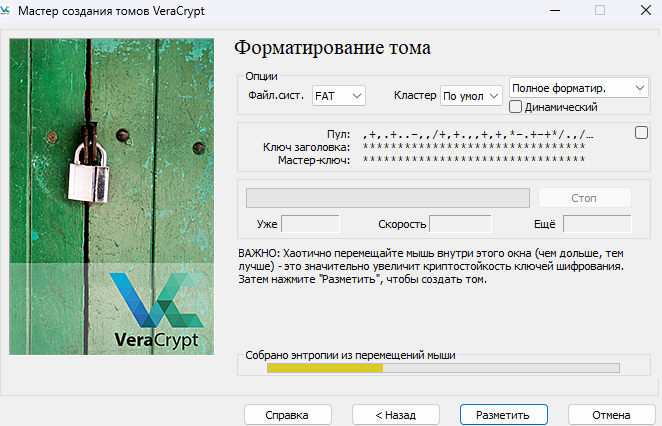 Мастер создания томов VeraCrypt
Форматирование тома
Опции
Файл.сист. FAT Кластер По умол Полное форматир.
Динамический
Пул: ,+,.+..-,,/+,+.,,+,+,*-.+-+*/.,/…
Ключ заголовка: ********************************
Мастер-ключ: ********************************
Стоп
Уже Скорость Ещё
ВАЖНО: Хаотично перемещайте мышь внутри этого окна (чем дольше, тем
лучше) - это значительно увеличит криптостойкость ключей шифрования.
Затем нажмите "Разметить", чтобы создать том.
VeraCrypt
Собрано энтропии из перемещений мыши
Справка < Назад Разметить Отмена